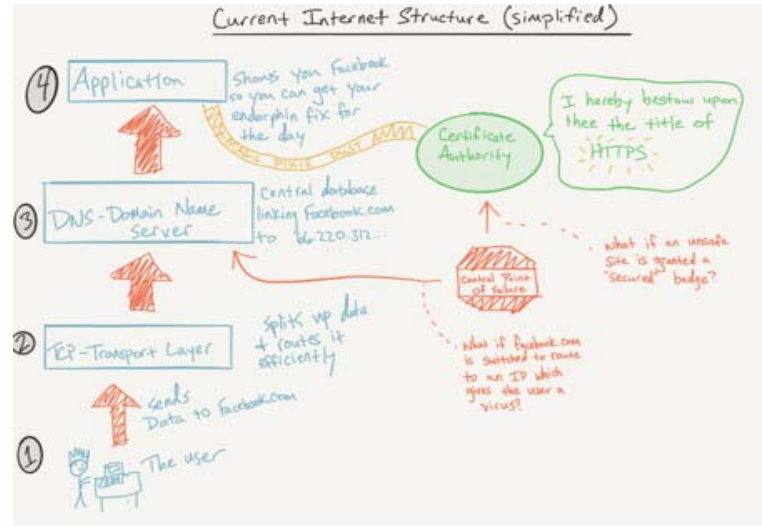 Current Internet Structure (simplified)
4
Application
Shows you Facebook
so you can get your
endorphin fix for
the day
MAGIC PIXIE DUST
Certificate
Authority
I hereby bestow upon
thee the title of
HTTPS
3
DNS-Domain Name
Server
Central database
linking Facebook.com
to 66.220.312...
Central Point
of Failure
What if an unsafe
site is granted a
"secured" badge?
2
TCP-Transport Layer
Splits up data
+ routes it
efficiently
What if facebook.com
is switched to route
to an IP which
gives the user a
virus?
sends
Data to Facebook.com
1
The user